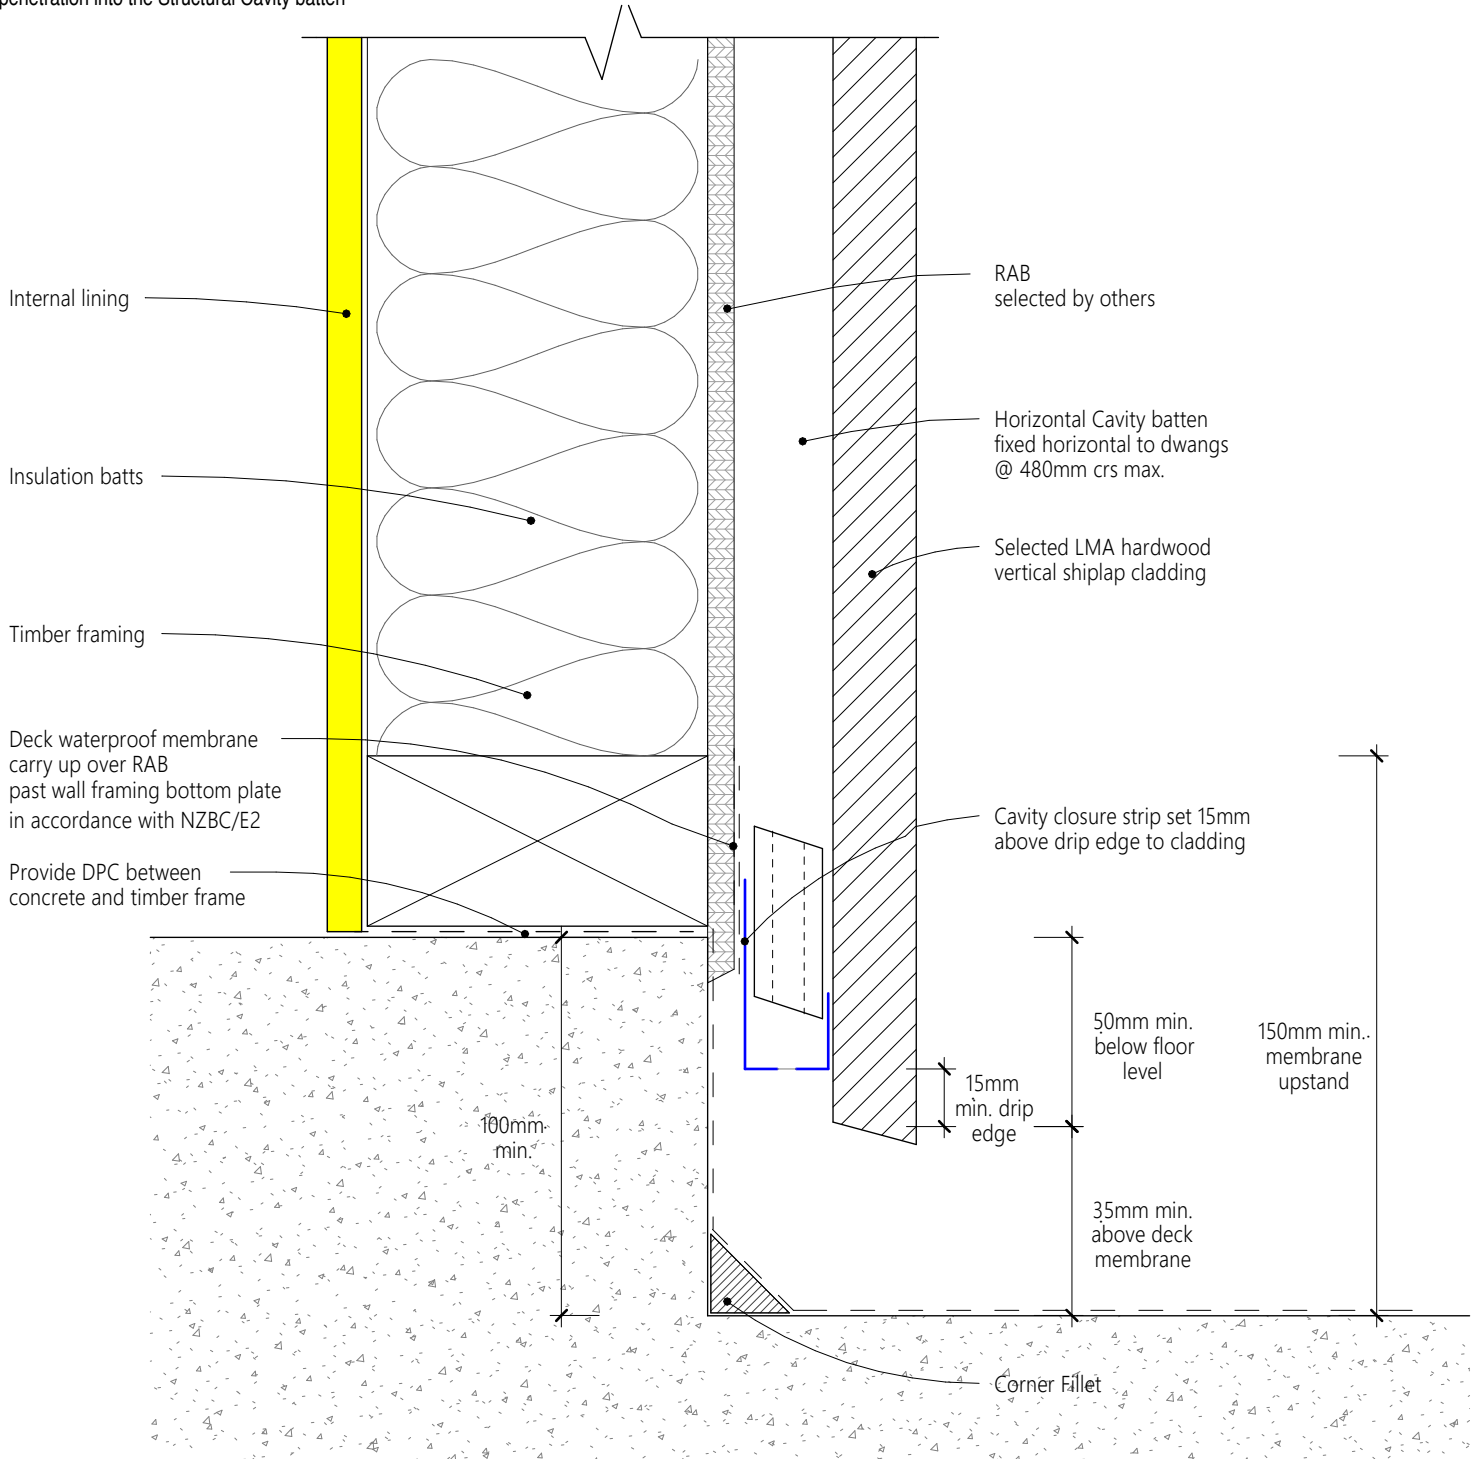 penetration into the Structural Cavity batten
Internal lining
Insulation batts
Timber framing
Deck waterproof membrane
carry up over RAB
past wall framing bottom plate
in accordance with NZBC/E2
Provide DPC between
concrete and timber frame
RAB
selected by others
Horizontal Cavity batten
fixed horizontal to dwangs
@ 480mm crs max.
Selected LMA hardwood
vertical shiplap cladding
Cavity closure strip set 15mm
above drip edge to cladding
50mm min.
below floor
level
150mm min.
membrane
upstand
15mm
min. drip
edge
100mm
min.
35mm min.
above deck
membrane
Corner Fillet